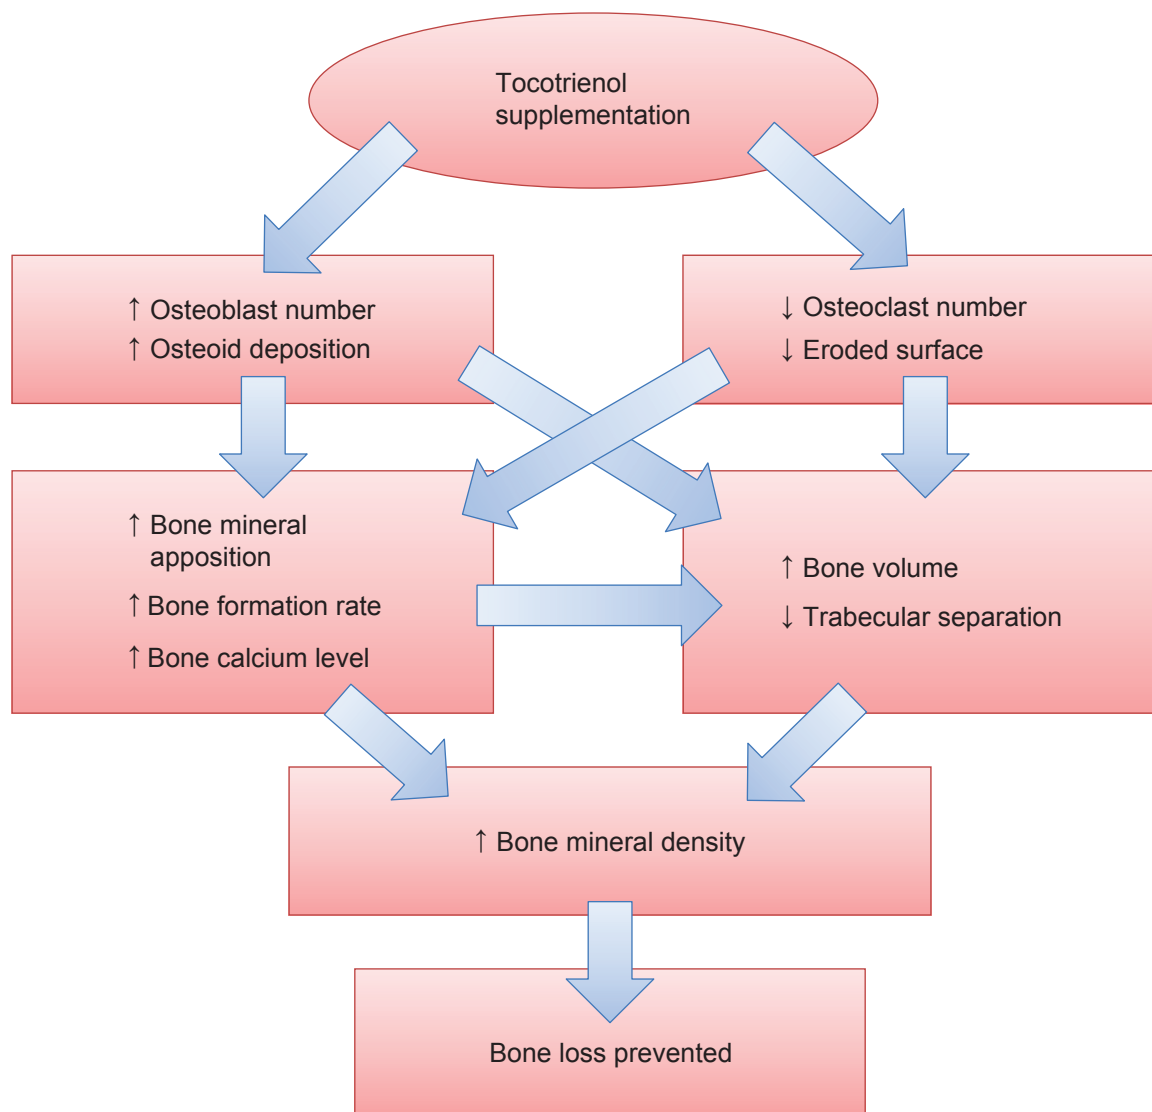 Tocotrienol
supplementation
↑ Osteoblast number
↑ Osteoid deposition
↓ Osteoclast number
↓ Eroded surface
↑ Bone mineral
apposition
↑ Bone formation rate
↑ Bone calcium level
↑ Bone volume
↓ Trabecular separation
↑ Bone mineral density
Bone loss prevented